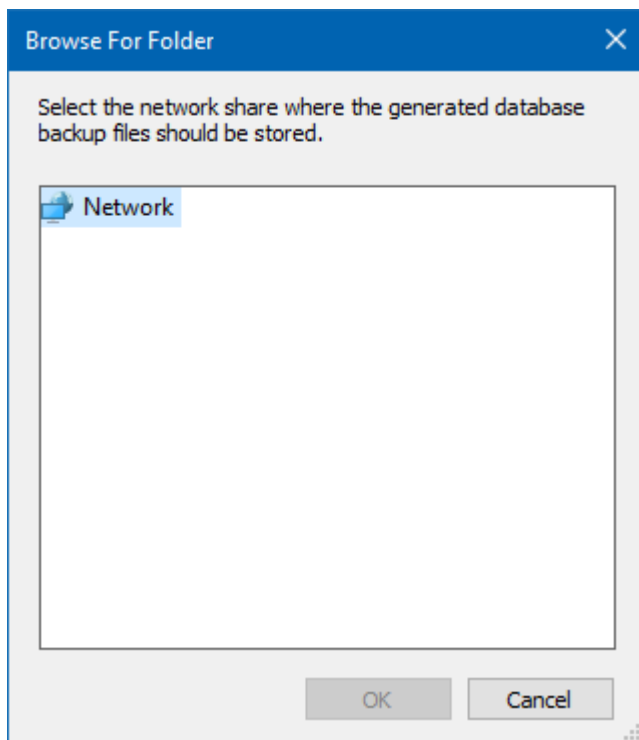 Browse For Folder
Select the network share where the generated database
backup files should be stored.
Network
OK
Cancel